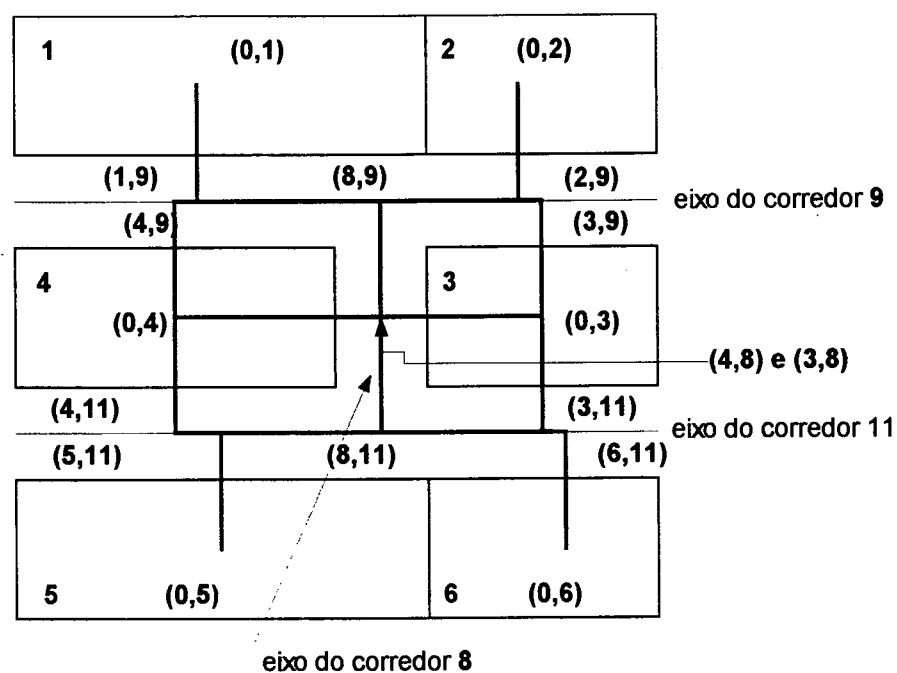 1 (0,1) 2 (0,2)
(1,9) (8,9) (2,9)
eixo do corredor 9
(4,9) (3,9)
4 3
(0,4) (0,3)
(4,8) e (3,8)
(4,11) (3,11)
eixo do corredor 11
(5,11) (8,11) (6,11)
5 (0,5) 6 (0,6)
eixo do corredor 8